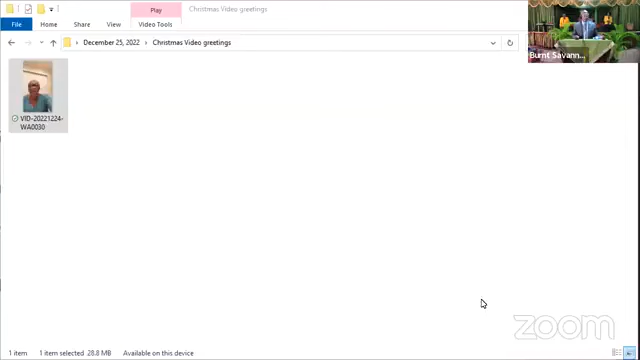 Play
Christmas Video greetings
File
Home
Share
View
Video Tools
December 25, 2022
Christmas Video greetings
Burnt Savann...
VID-20221224-
WA0030
zoom
1 item
1 item selected 28.8 MB
Available on this device